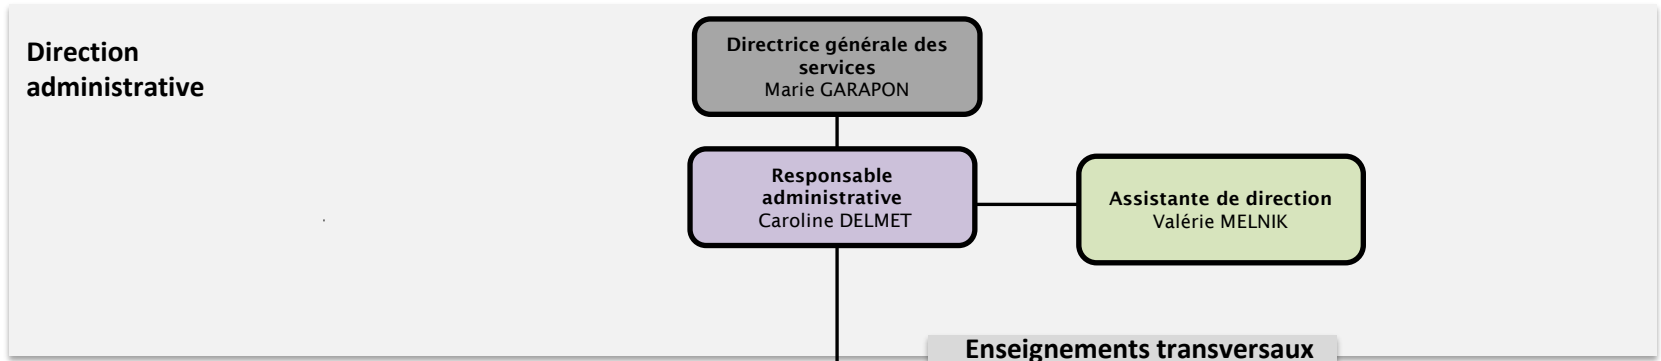 Direction
administrative
Directrice générale des
services
Marie GARAPON
Responsable
administrative
Caroline DELMET
Assistante de direction
Valérie MELNIK
Enseignements transversaux